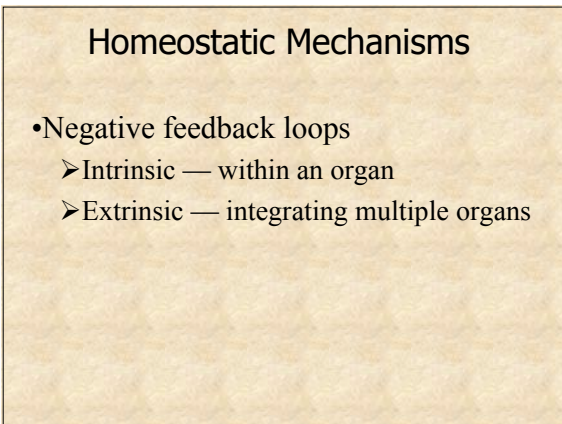 Homeostatic Mechanisms
•Negative feedback loops
➢Intrinsic — within an organ
➢Extrinsic — integrating multiple organs